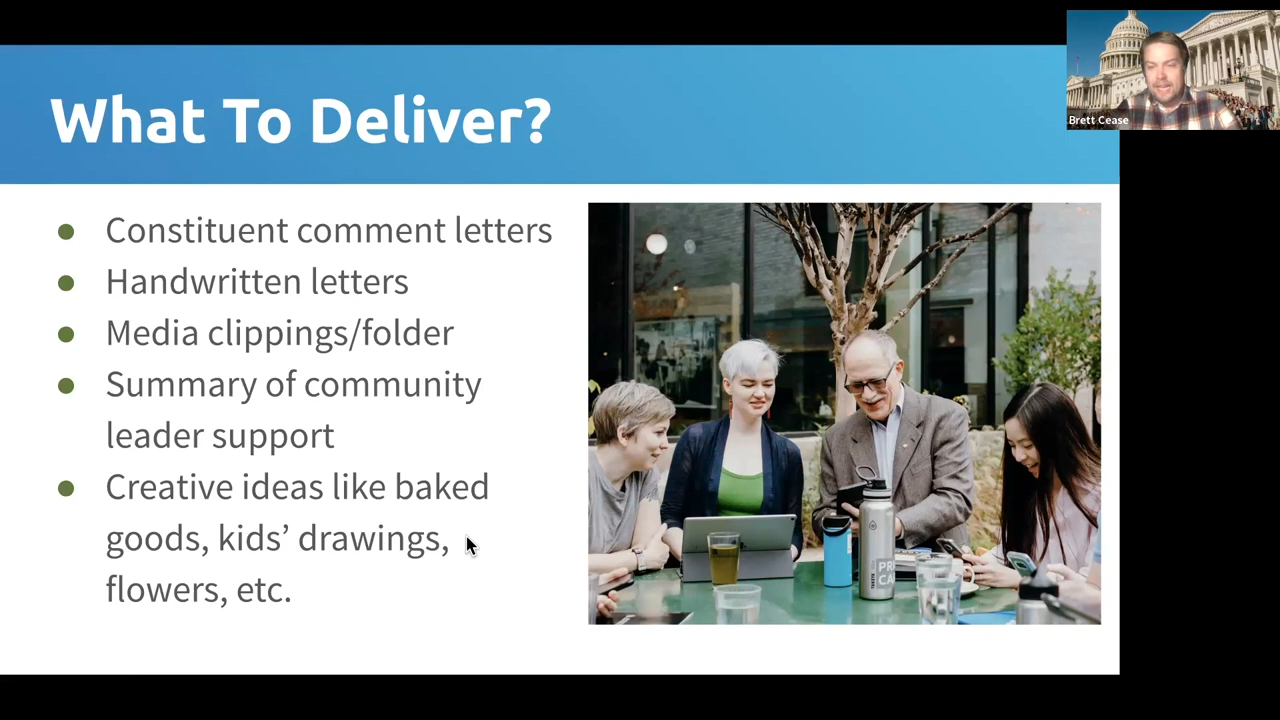 What To Deliver?
Brett Cease
● Constituent comment letters
● Handwritten letters
● Media clippings/folder
● Summary of community
leader support
● Creative ideas like baked
goods, kids’ drawings,
flowers, etc.